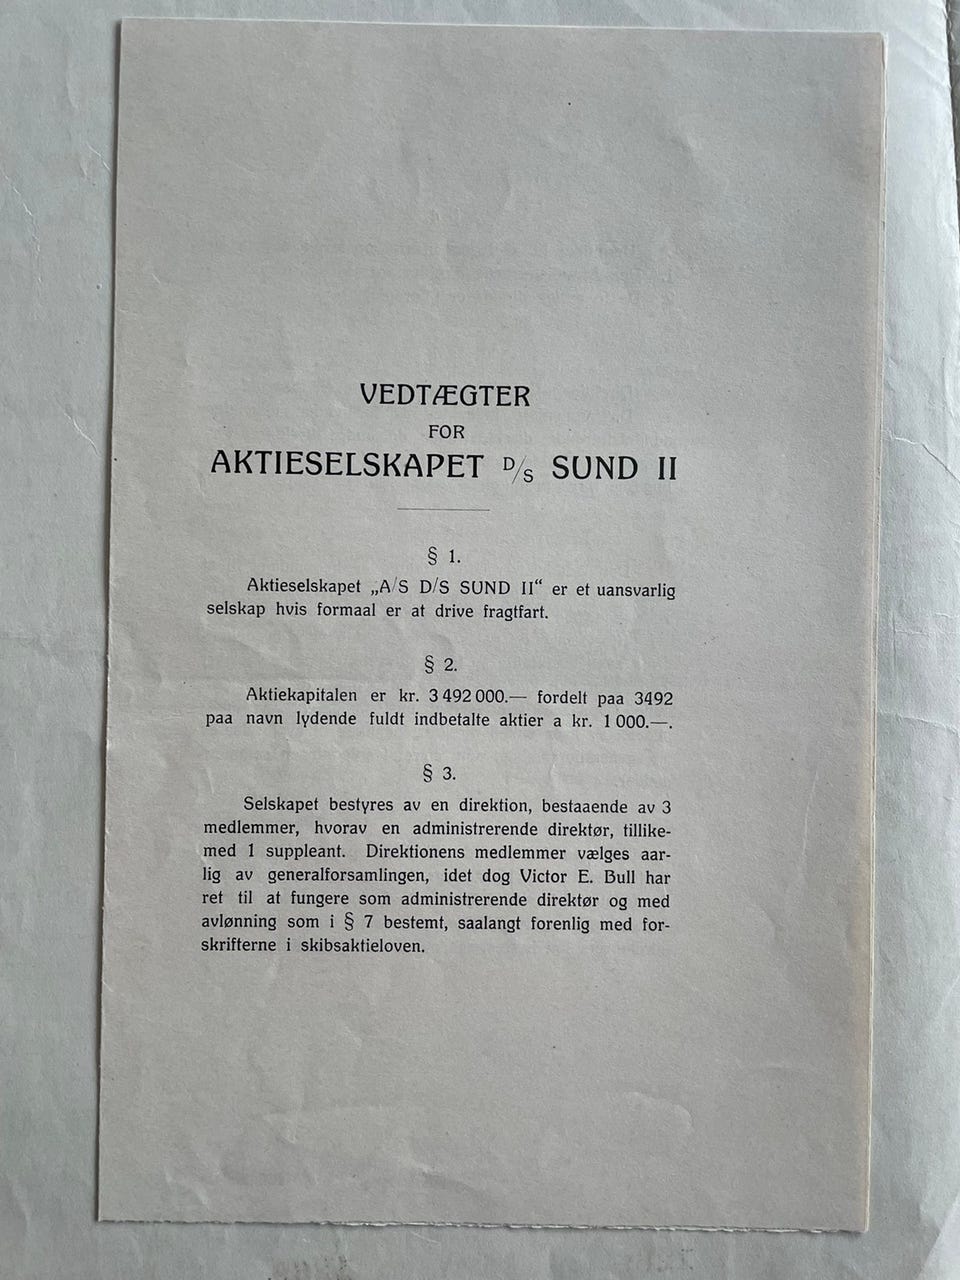 VEDTÆGTER
FOR
AKTIESELSKAPET D/S SUND II
§ 1.
Aktieselskapet „A/S D/S SUND II“ er et uansvarlig
selskap hvis formaal er at drive fragtfart.
§ 2.
Aktiekapitalen er kr. 3 492 000.— fordelt paa 3492
paa navn lydende fuldt indbetalte aktier a kr. 1 000.—.
§ 3.
Selskapet bestyres av en direktion, bestaaende av 3
medlemmer, hvorav en administrerende direktør, tillike-
med 1 suppleant. Direktionens medlemmer vælges aar-
lig av generalforsamlingen, idet dog Victor E. Bull har
ret til at fungere som administrerende direktør og med
avlønning som i § 7 bestemt, saalangt forenlig med for-
skrifterne i skibsaktieloven.